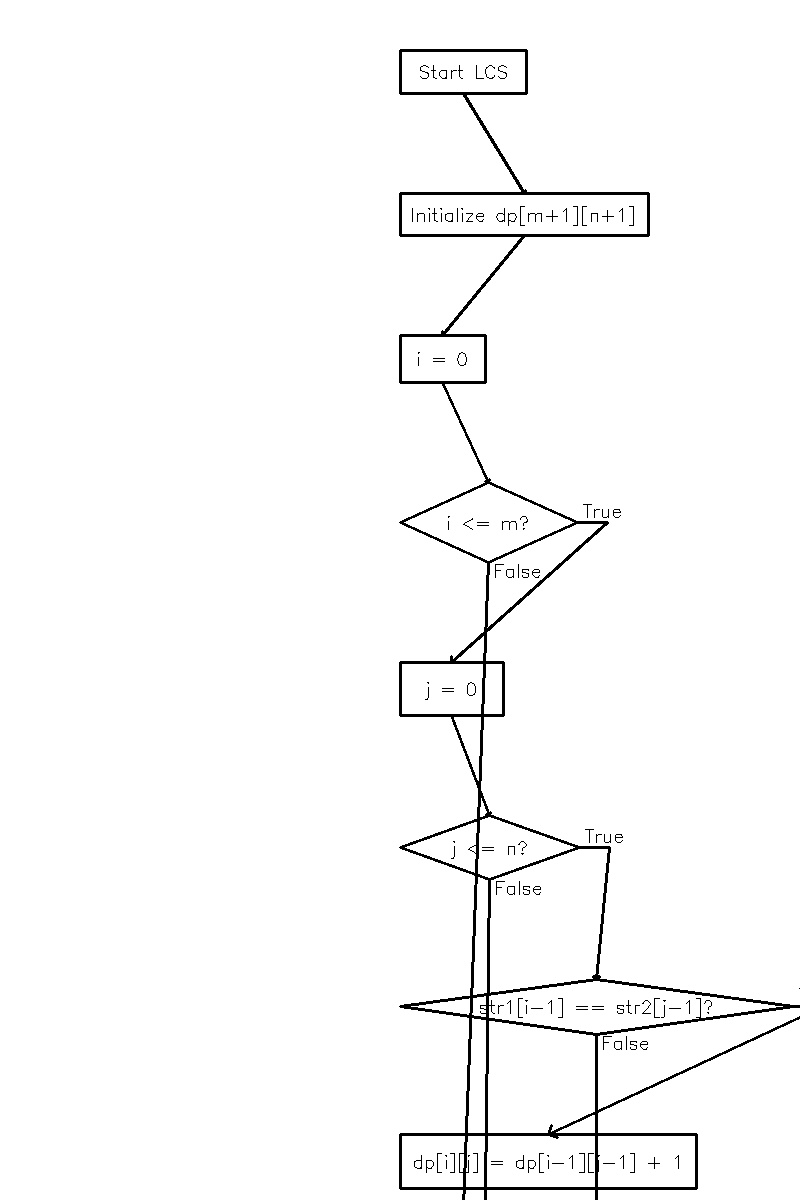 Start LCS
Initialize dp[m+1][n+1]
i = 0
i <= m?
True
False
j = 0
j <= n?
True
False
str1[i-1] == str2[j-1]?
False
dp[i][j] = dp[i-1][j-1] + 1